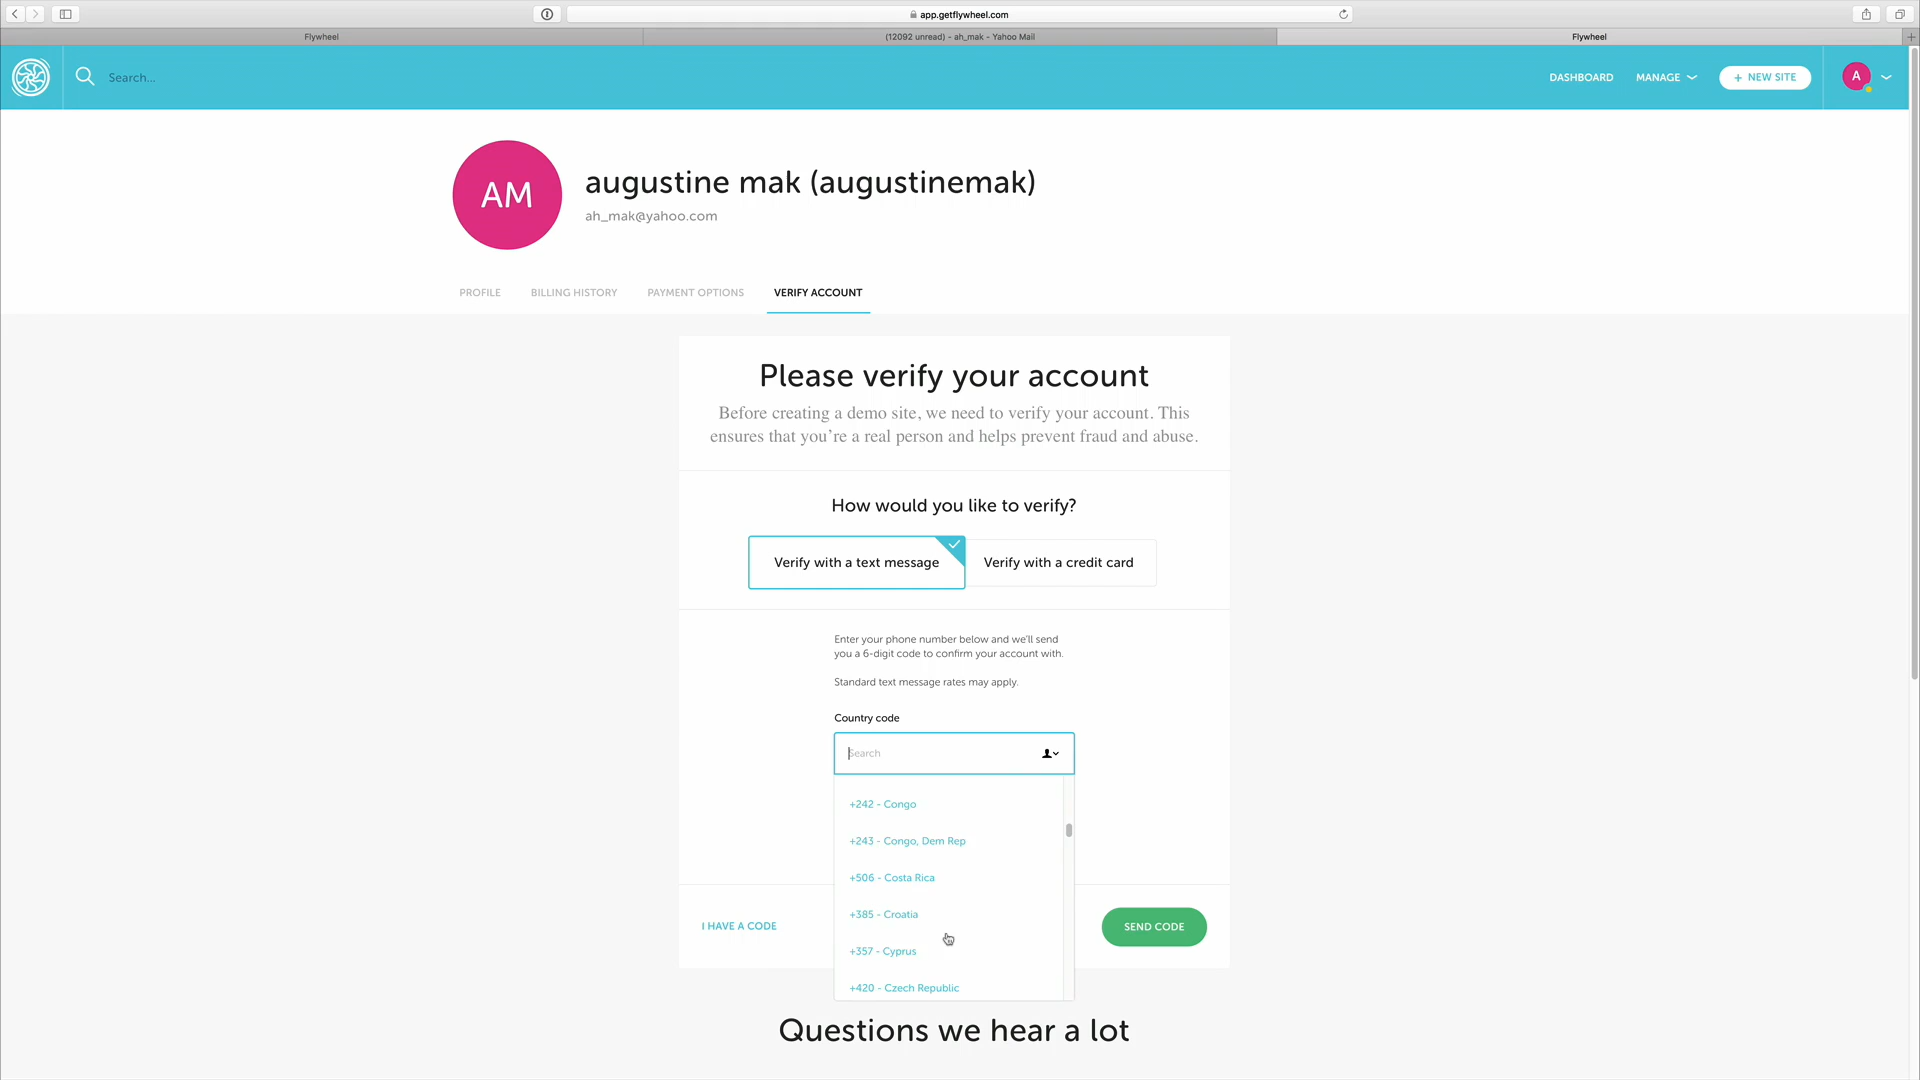 app.getflywheel.com
Flywheel
(12092 unread) - ah_mak - Yahoo Mail
Flywheel
Search...
DASHBOARD
MANAGE
+ NEW SITE
A
AM
augustine mak (augustinemak)
ah_mak@yahoo.com
PROFILE
BILLING HISTORY
PAYMENT OPTIONS
VERIFY ACCOUNT
Please verify your account
Before creating a demo site, we need to verify your account. This
ensures that you're a real person and helps prevent fraud and abuse.
How would you like to verify?
Verify with a text message
Verify with a credit card
Enter your phone number below and we'll send
you a 6-digit code to confirm your account with.
Standard text message rates may apply.
Country code
Search
+242 - Congo
+243 - Congo, Dem Rep
+506 - Costa Rica
+385 - Croatia
+357 - Cyprus
+420 - Czech Republic
I HAVE A CODE
SEND CODE
Questions we hear a lot